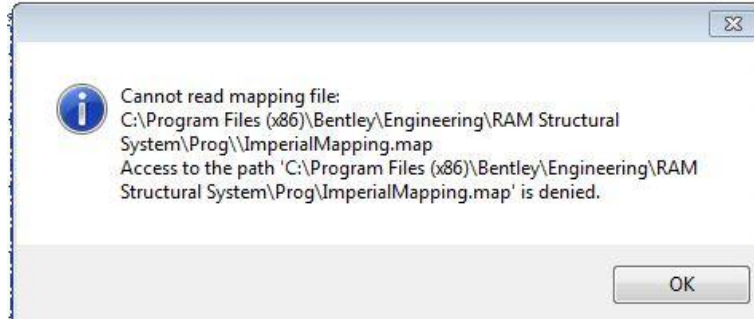 Cannot read mapping file:
C:\Program Files (x86)\Bentley\Engineering\RAM Structural
System\Prog\\ImperialMapping.map
Access to the path 'C:\Program Files (x86)\Bentley\Engineering\RAM
Structural System\Prog\ImperialMapping.map' is denied.
OK